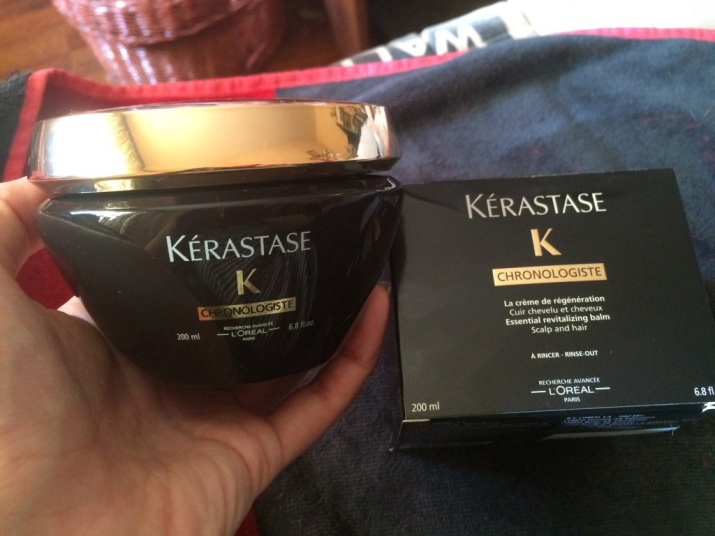 WAL
KÉRASTASE
K
CHRONOLOGISTE
200 ml
RECHERCHE AVANCÉE
L'ORÉAL
PARIS
6.8 fl oz
KÉRASTASE
K
CHRONOLOGISTE
La crème de régénération
Cuir chevelu et cheveux
Essential revitalizing balm
Scalp and hair
À RINCER - RINSE-OUT
RECHERCHE AVANCÉE
L'ORÉAL
PARIS
200 ml
6.8 fl